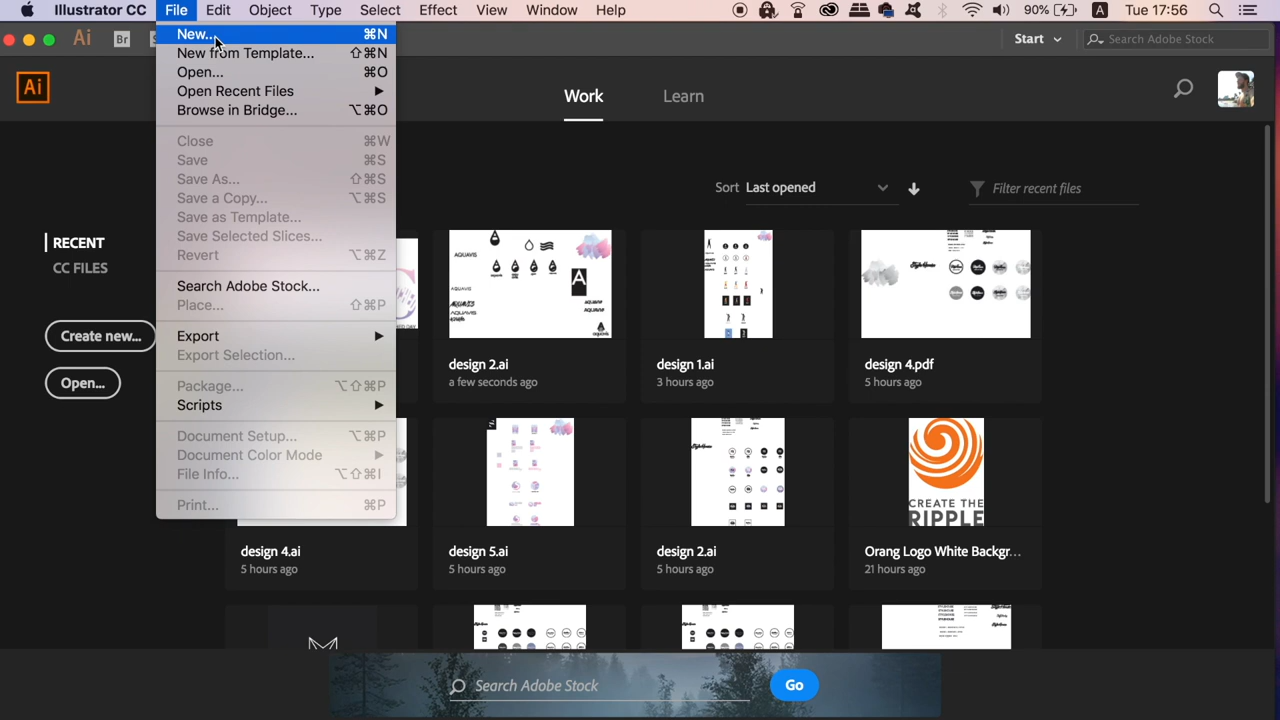 Illustrator CC File Edit Object Type Select Effect View Window Help 90% A Tue 17:56
Ai Br Start Search Adobe Stock
Ai Work Learn
New... ⌘N
New from Template... ⇧⌘N
Open... ⌘O
Open Recent Files
Browse in Bridge... ⌥⌘O
Close ⌘W
Save ⌘S
Save As... ⇧⌘S
Save a Copy... ⌥⌘S
Save as Template...
Save Selected Slices...
Revert ⌥⌘Z
Search Adobe Stock...
Place... ⇧⌘P
Export
Export Selection...
Package... ⌥⇧⌘P
Scripts
Document Setup... ⌥⌘P
Document Color Mode
File Info... ⌥⇧⌘I
Print... ⌘P
RECENT
CC FILES
Create new...
Open...
Sort Last opened Filter recent files
AQUAVIS
AQUAVIS
AQUAVIS
A
design 2.ai
a few seconds ago
design 1.ai
3 hours ago
design 4.pdf
5 hours ago
design 4.ai
5 hours ago
design 5.ai
5 hours ago
design 2.ai
5 hours ago
CREATE THE
RIPPLE
Orang Logo White Backgr...
21 hours ago
Search Adobe Stock Go